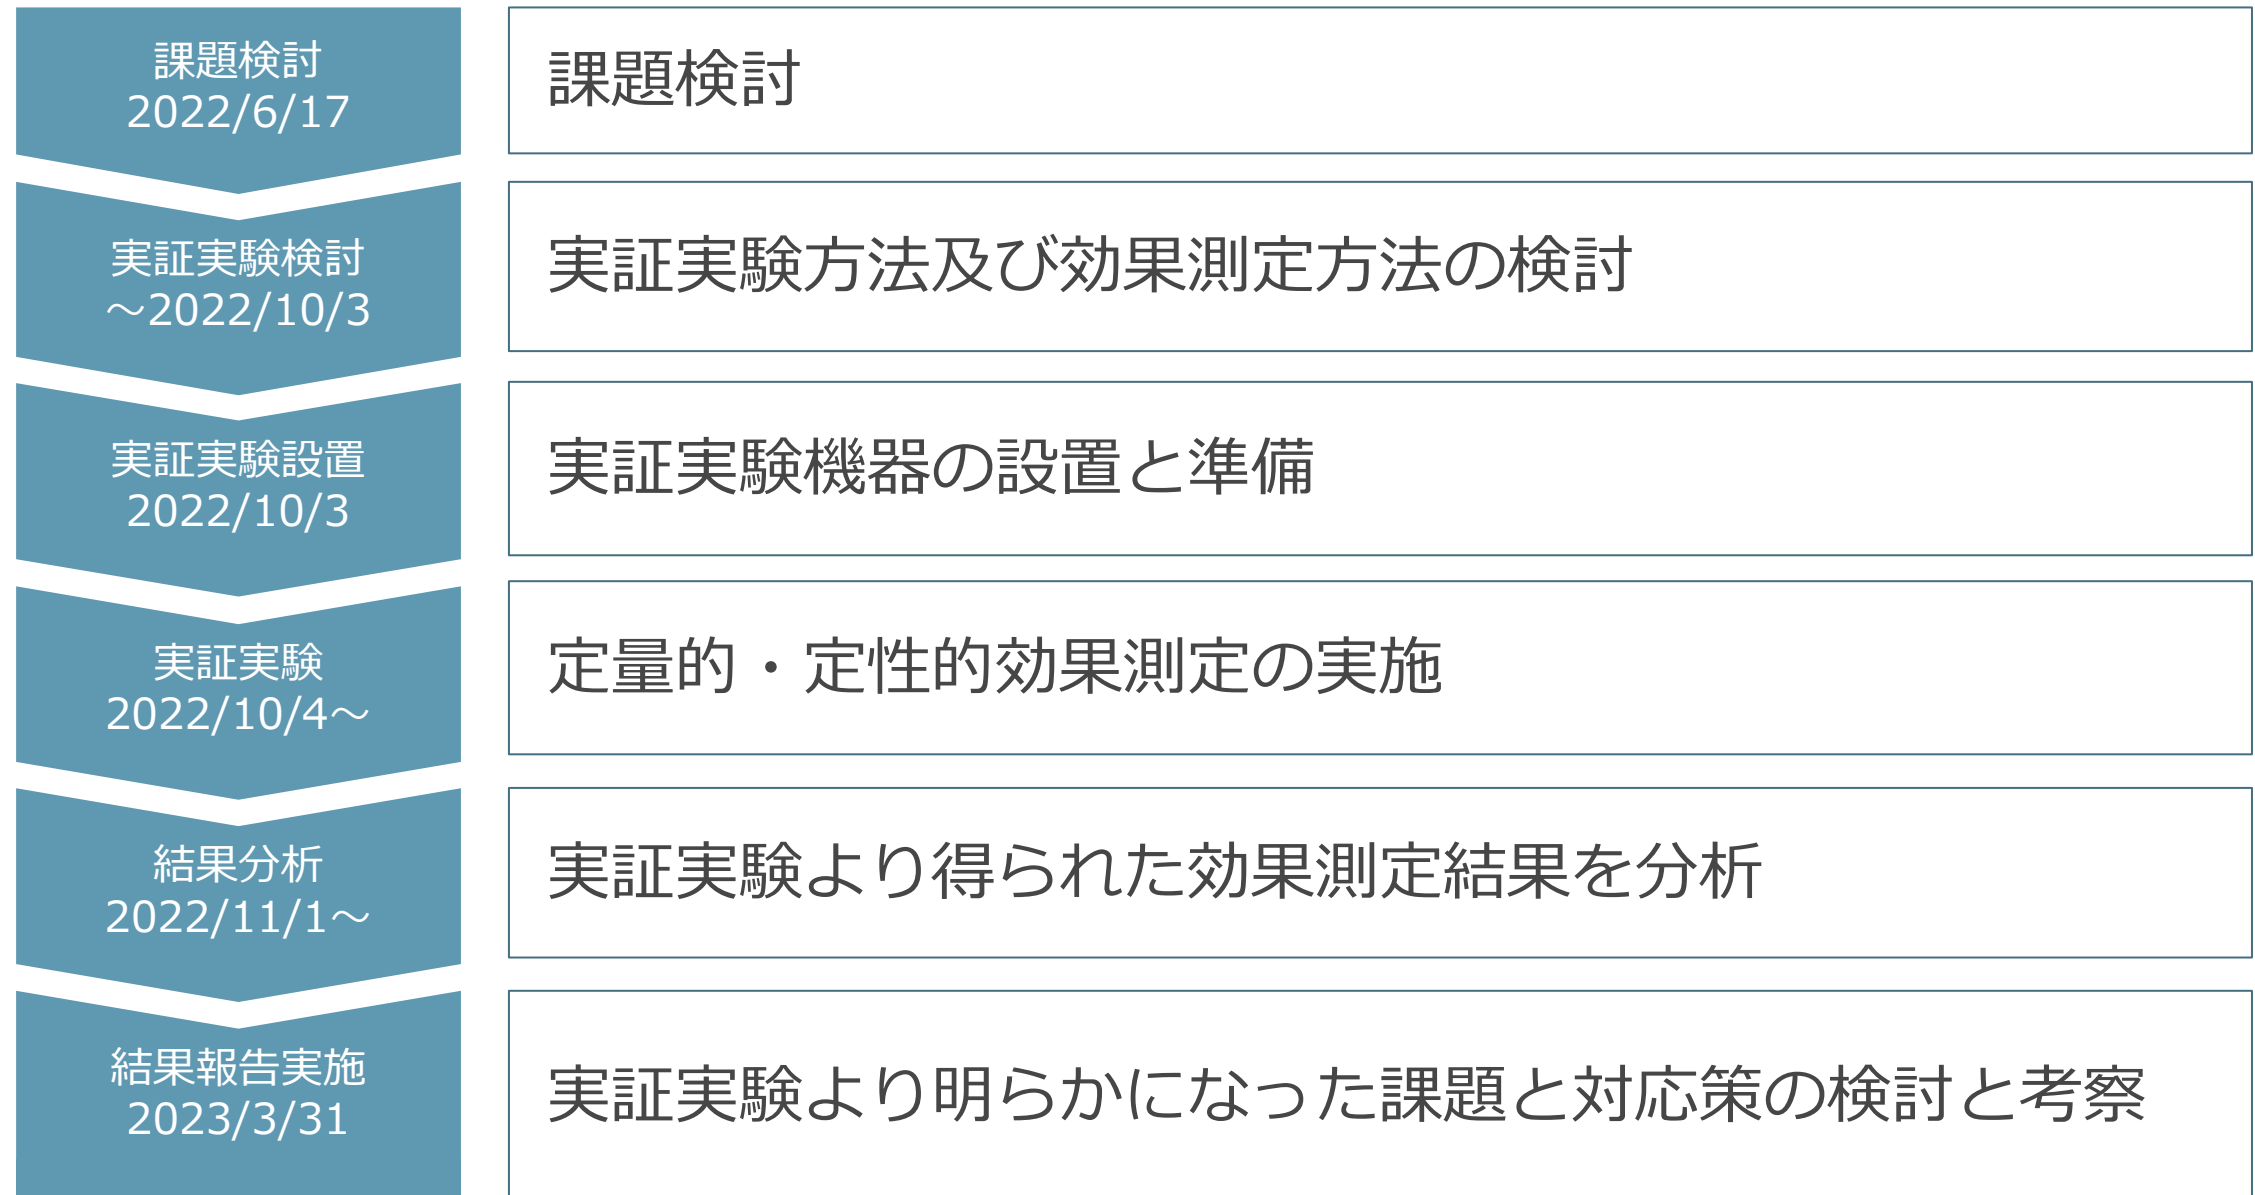 課題検討
2022/6/17
課題検討
実証実験検討
～2022/10/3
実証実験方法及び効果測定方法の検討
実証実験設置
2022/10/3
実証実験機器の設置と準備
実証実験
2022/10/4～
定量的・定性的効果測定の実施
結果分析
2022/11/1～
実証実験より得られた効果測定結果を分析
結果報告実施
2023/3/31
実証実験より明らかになった課題と対応策の検討と考察